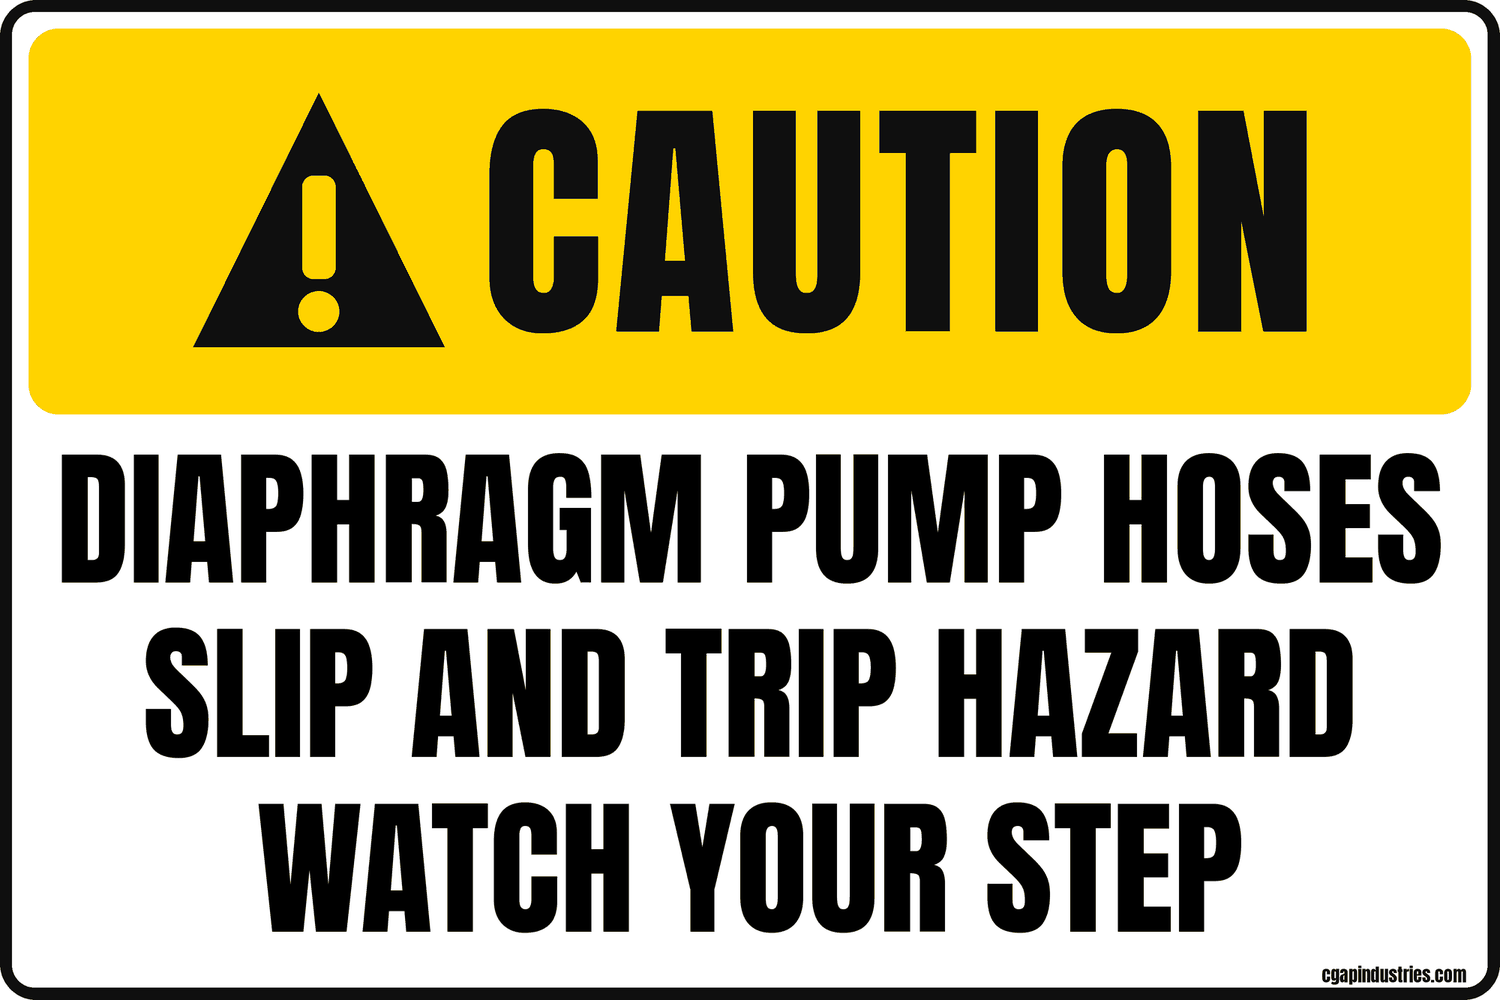 CAUTION
DIAPHRAGM PUMP HOSES
SLIP AND TRIP HAZARD
WATCH YOUR STEP
cgapindustries.com